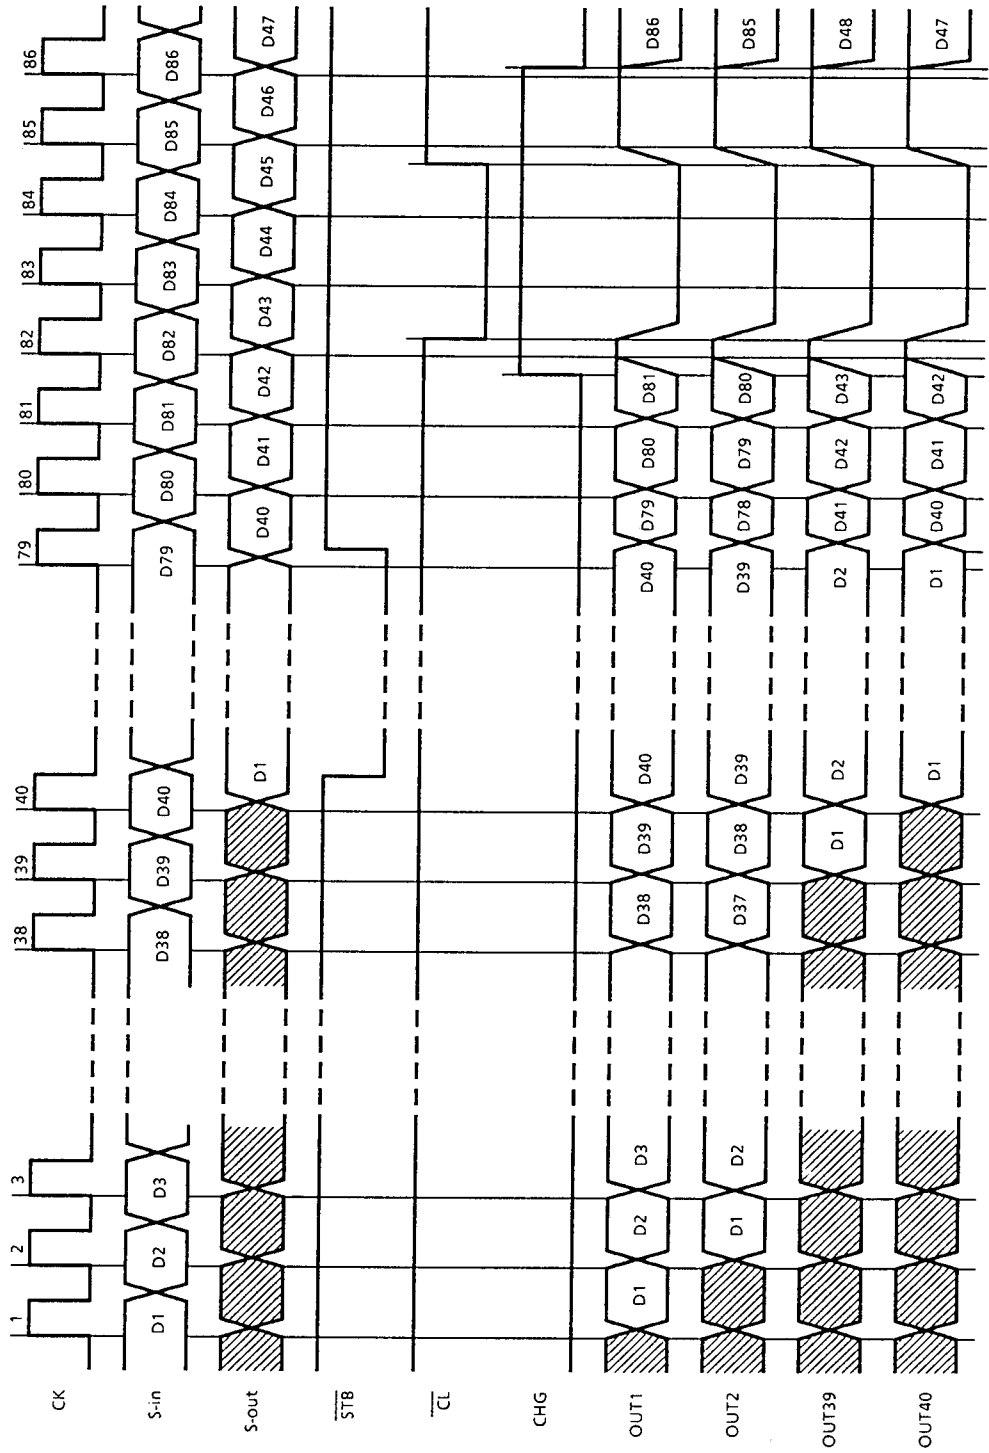 CK 1 2 3 38 39 40 79 80 81 82 83 84 85 86
S-in D1 D2 D3 D38 D39 D40 D79 D80 D81 D82 D83 D84 D85 D86
S-out D1 D40 D41 D42 D43 D44 D45 D46 D47
STB
CL
CHG
OUT1 D1 D2 D3 D38 D39 D40 D40 D79 D80 D81 D86
OUT2 D1 D2 D37 D38 D39 D39 D78 D79 D80 D85
OUT39 D1 D2 D2 D41 D42 D43 D48
OUT40 D1 D1 D40 D41 D42 D47